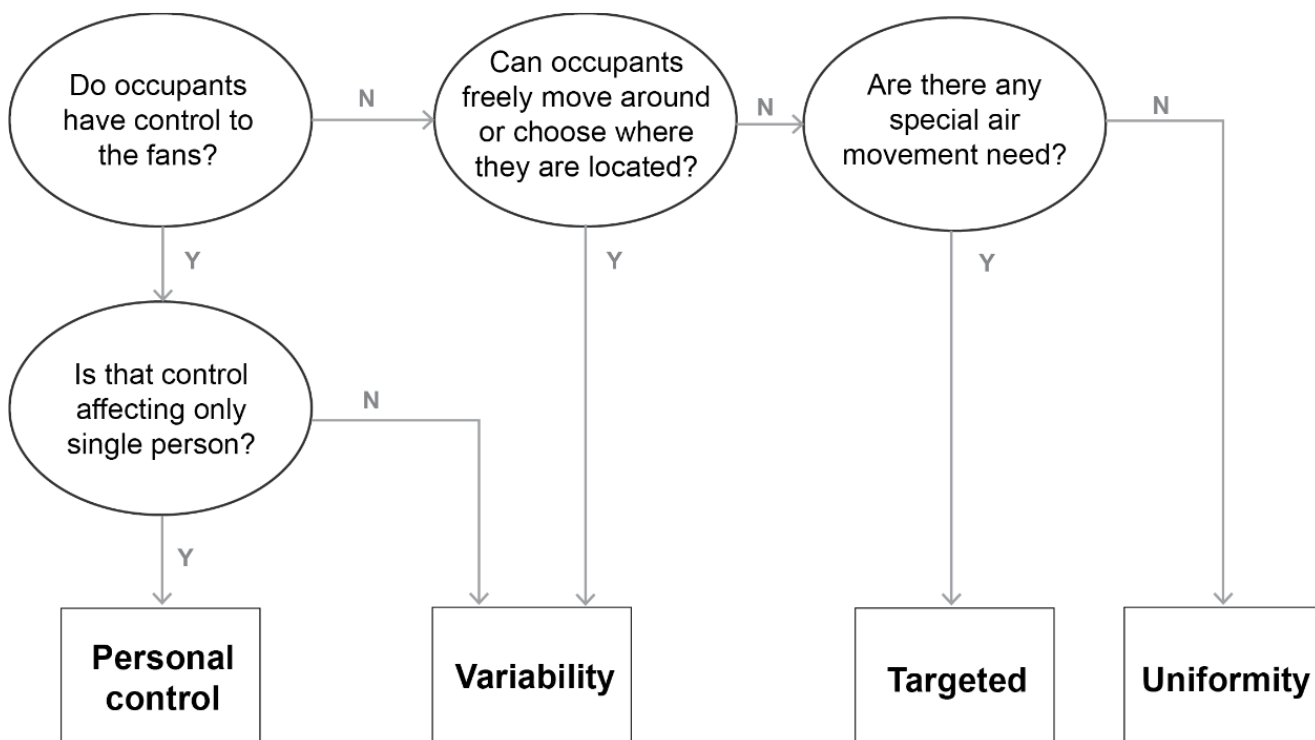 Do occupants
have control to
the fans?
N
Can occupants
freely move around
or choose where
they are located?
N
Are there any
special air
movement need?
N
Y
Y
Y
Is that control
affecting only
single person?
N
Y
Personal
control
Variability
Targeted
Uniformity